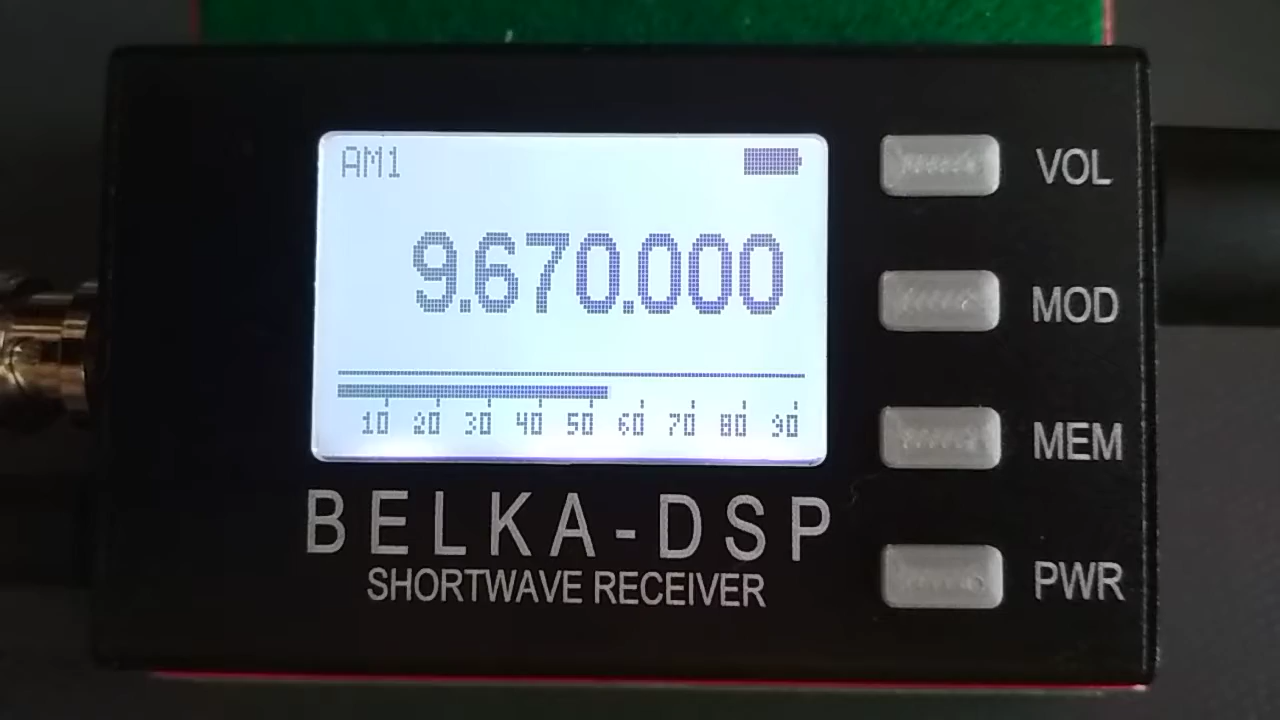 AM1
9.670.000
10 20 30 40 50 60 70 80 90
BELKA-DSP
SHORTWAVE RECEIVER
VOL
MOD
MEM
PWR